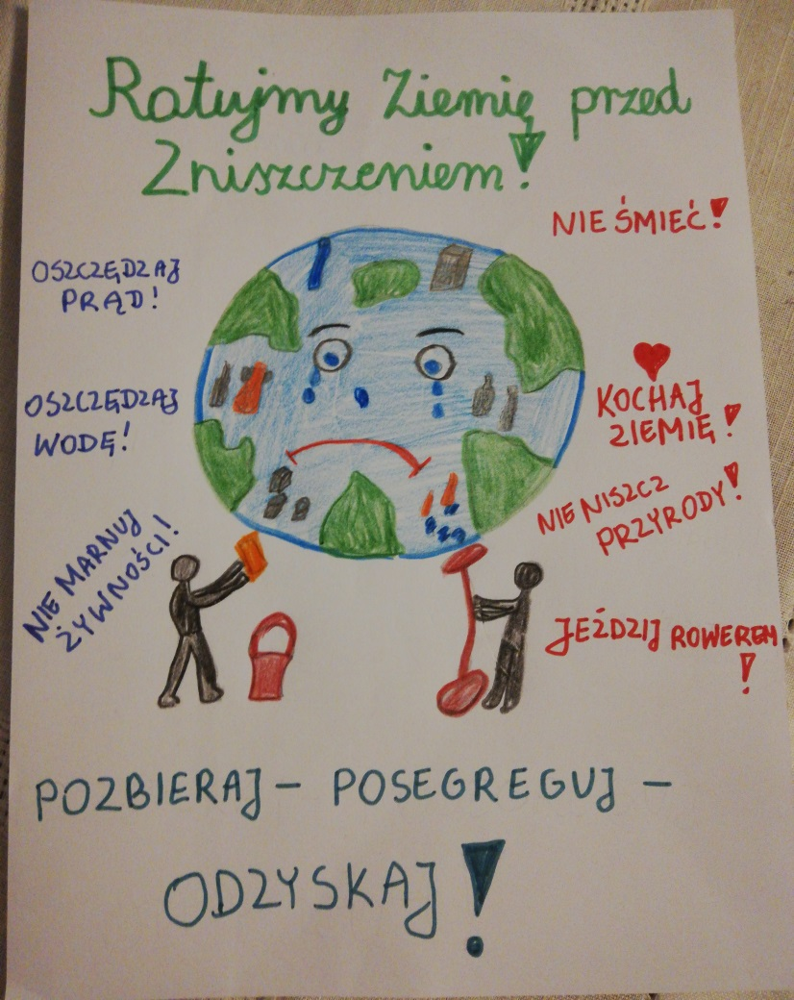 Ratujmy Ziemię przed
Zniszczeniem!
NIE ŚMIEĆ!
OSZCZĘDZAJ
PRĄD!
OSZCZĘDZAJ
WODĘ!
KOCHAJ
ZIEMIĘ!
NIE NISZCZ
PRZYRODY!
NIE MARNUJ
ŻYWNOŚCI!
JEŹDZIJ ROWEREM
!
POZBIERAJ – POSEGREGUJ –
ODZYSKAJ!